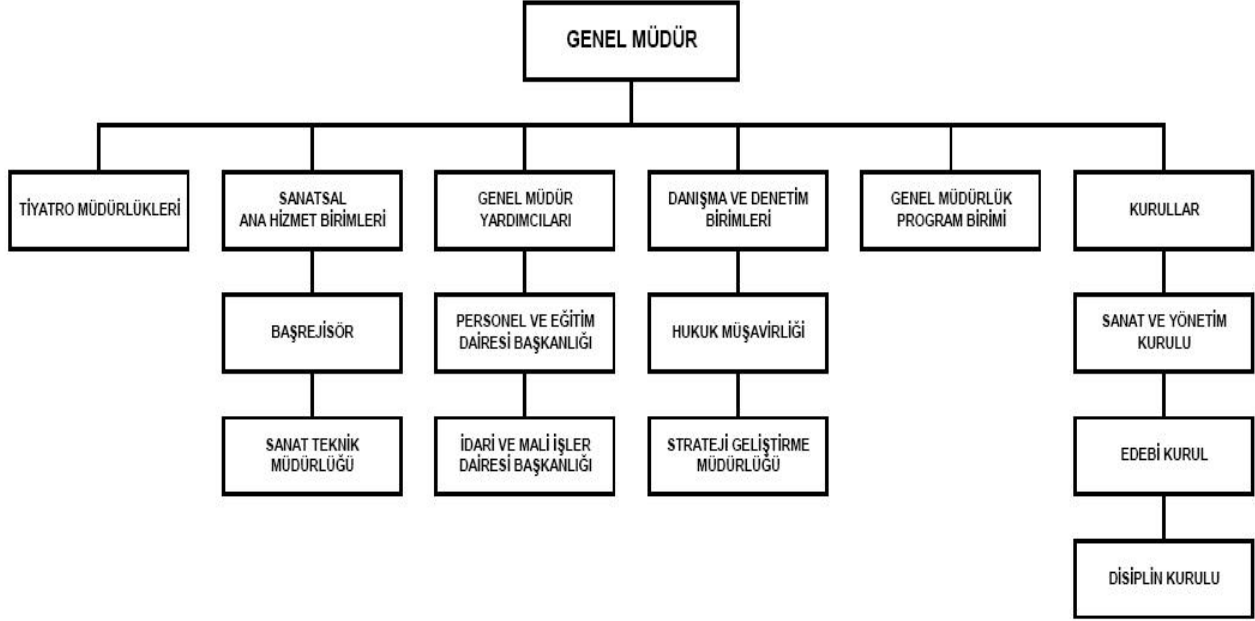 GENEL MÜDÜR
TİYATRO MÜDÜRLÜKLERİ
SANATSAL
ANA HİZMET BİRİMLERİ
GENEL MÜDÜR
YARDIMCILARI
DANIŞMA VE DENETİM
BİRİMLERİ
GENEL MÜDÜRLÜK
PROGRAM BİRİMİ
KURULLAR
BAŞREJİSÖR
PERSONEL VE EĞİTİM
DAİRESİ BAŞKANLIĞI
HUKUK MÜŞAVİRLİĞİ
SANAT VE YÖNETİM
KURULU
SANAT TEKNİK
MÜDÜRLÜĞÜ
İDARİ VE MALİ İŞLER
DAİRESİ BAŞKANLIĞI
STRATEJİ GELİŞTİRME
MÜDÜRLÜĞÜ
EDEBİ KURUL
DİSİPLİN KURULU